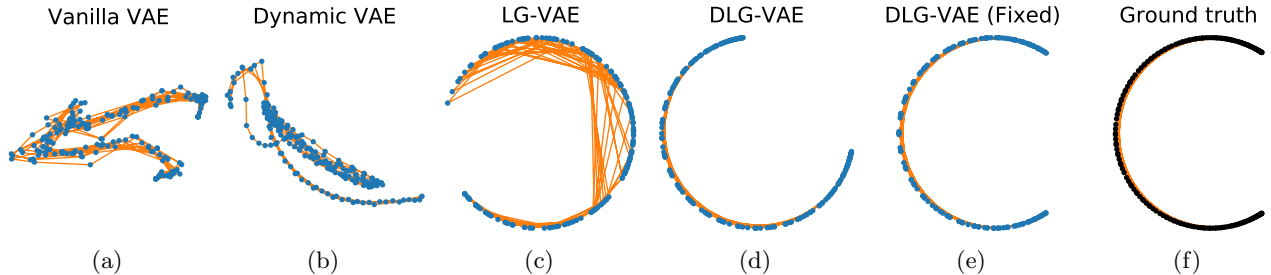 Vanilla VAE Dynamic VAE LG-VAE DLG-VAE DLG-VAE (Fixed) Ground truth
(a) (b) (c) (d) (e) (f)